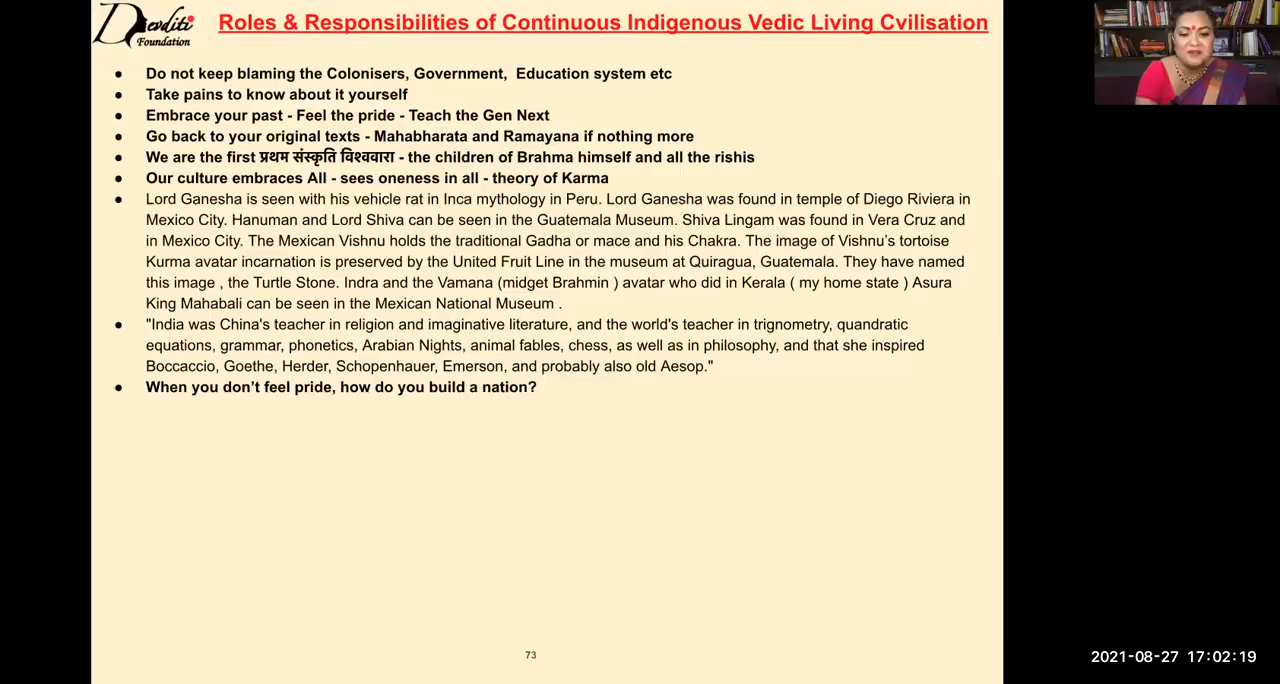 Devditi
Foundation
Roles & Responsibilities of Continuous Indigenous Vedic Living Cvilisation
● Do not keep blaming the Colonisers, Government, Education system etc
● Take pains to know about it yourself
● Embrace your past - Feel the pride - Teach the Gen Next
● Go back to your original texts - Mahabharata and Ramayana if nothing more
● We are the first प्रथम संस्कृति विश्ववारा - the children of Brahma himself and all the rishis
● Our culture embraces All - sees oneness in all - theory of Karma
● Lord Ganesha is seen with his vehicle rat in Inca mythology in Peru. Lord Ganesha was found in temple of Diego Riviera in
Mexico City. Hanuman and Lord Shiva can be seen in the Guatemala Museum. Shiva Lingam was found in Vera Cruz and
in Mexico City. The Mexican Vishnu holds the traditional Gadha or mace and his Chakra. The image of Vishnu’s tortoise
Kurma avatar incarnation is preserved by the United Fruit Line in the museum at Quiragua, Guatemala. They have named
this image , the Turtle Stone. Indra and the Vamana (midget Brahmin ) avatar who did in Kerala ( my home state ) Asura
King Mahabali can be seen in the Mexican National Museum .
● "India was China's teacher in religion and imaginative literature, and the world's teacher in trignometry, quandratic
equations, grammar, phonetics, Arabian Nights, animal fables, chess, as well as in philosophy, and that she inspired
Boccaccio, Goethe, Herder, Schopenhauer, Emerson, and probably also old Aesop."
● When you don’t feel pride, how do you build a nation?
73
2021-08-27 17:02:19